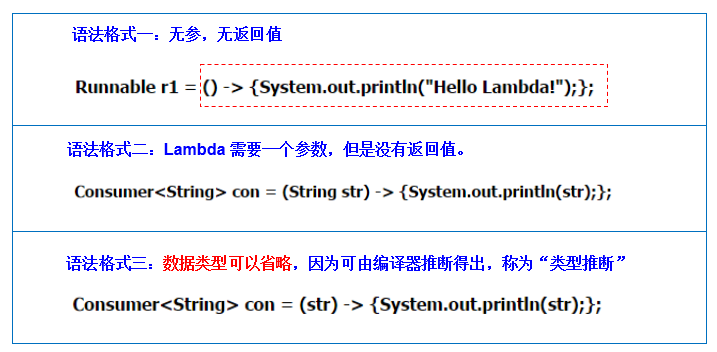 语法格式一：无参，无返回值
Runnable r1 = () -> {System.out.println("Hello Lambda!");};
语法格式二：Lambda 需要一个参数，但是没有返回值。
Consumer<String> con = (String str) -> {System.out.println(str);};
语法格式三：数据类型可以省略，因为可由编译器推断得出，称为“类型推断”
Consumer<String> con = (str) -> {System.out.println(str);};